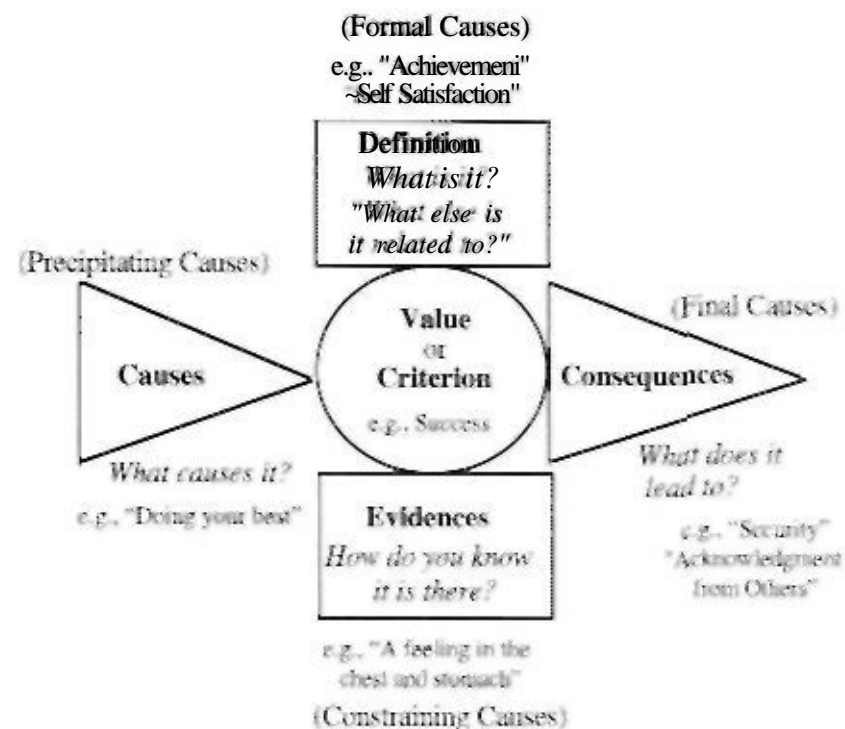 (Formal Causes)
e.g.. "Achievemeni"
~Self Satisfaction"
Definition
What is it?
"What else is
it related to?"
(Precipitating Causes)
Causes
What causes it?
e.g., “Doing your best”
Value
or
Criterion
e.g., Success
(Final Causes)
Consequences
What does it
lead to?
e.g., “Security”
"Acknowledgment
from Others”
Evidences
How do you know
it is there?
e.g., “A feeling in the
chest and stomach”
(Constraining Causes)